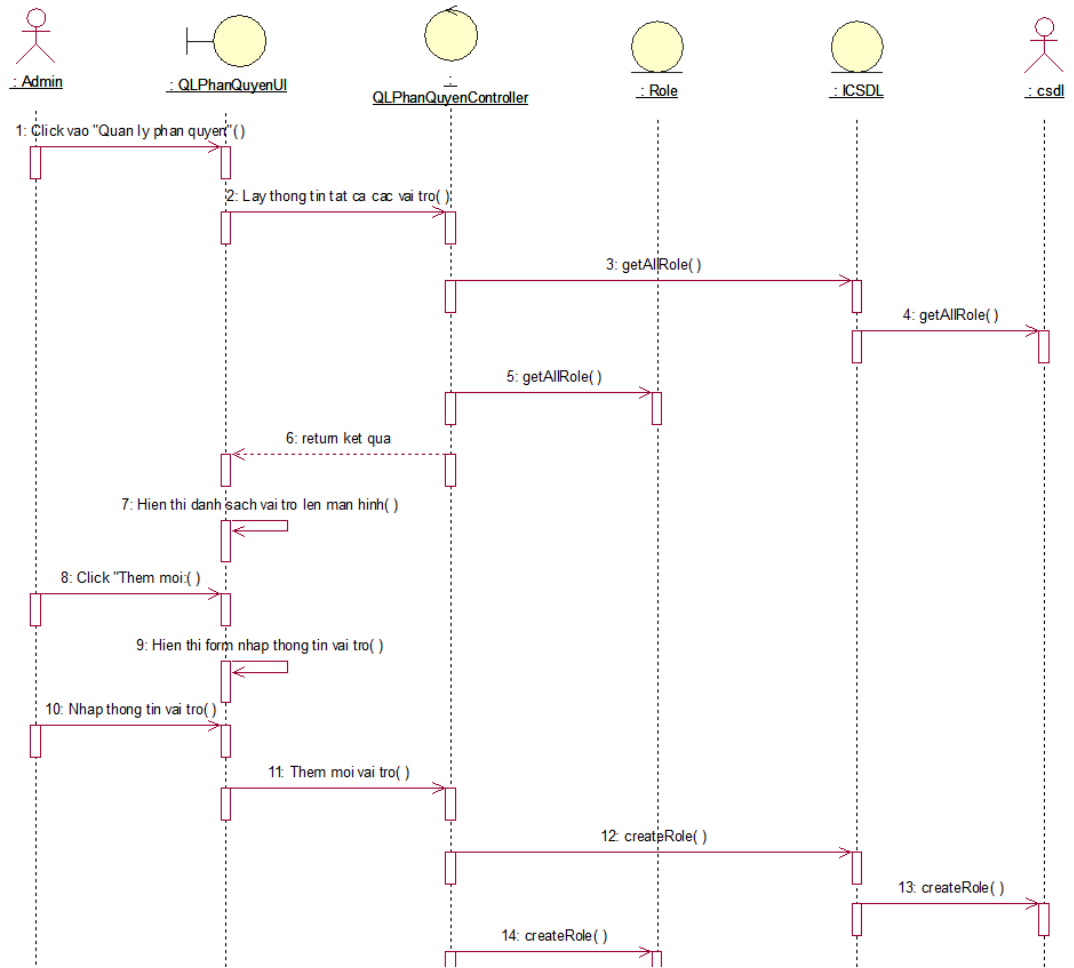 : Admin
: QLPhanQuyenUI
:
QLPhanQuyenController
: Role
: ICSDL
: csdl
1: Click vao "Quan ly phan quyen"( )
2: Lay thong tin tat ca cac vai tro( )
3: getAllRole( )
4: getAllRole( )
5: getAllRole( )
6: return ket qua
7: Hien thi danh sach vai tro len man hinh( )
8: Click "Them moi:( )
9: Hien thi form nhap thong tin vai tro( )
10: Nhap thong tin vai tro( )
11: Them moi vai tro( )
12: createRole( )
13: createRole( )
14: createRole( )